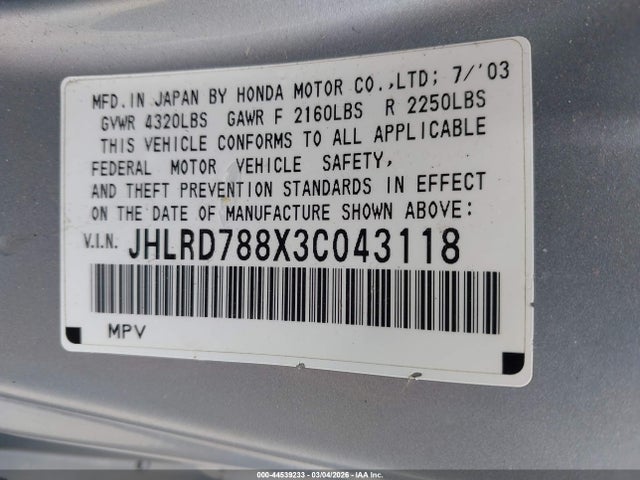 MFD. IN JAPAN BY HONDA MOTOR CO.,LTD; 7/'03
GVWR 4320LBS GAWR F 2160LBS R 2250LBS
THIS VEHICLE CONFORMS TO ALL APPLICABLE
FEDERAL MOTOR VEHICLE SAFETY,
AND THEFT PREVENTION STANDARDS IN EFFECT
ON THE DATE OF MANUFACTURE SHOWN ABOVE:
V.I.N. JHLRD788X3C043118
MPV
000-44539233 - 03/04/2026 - IAA Inc.